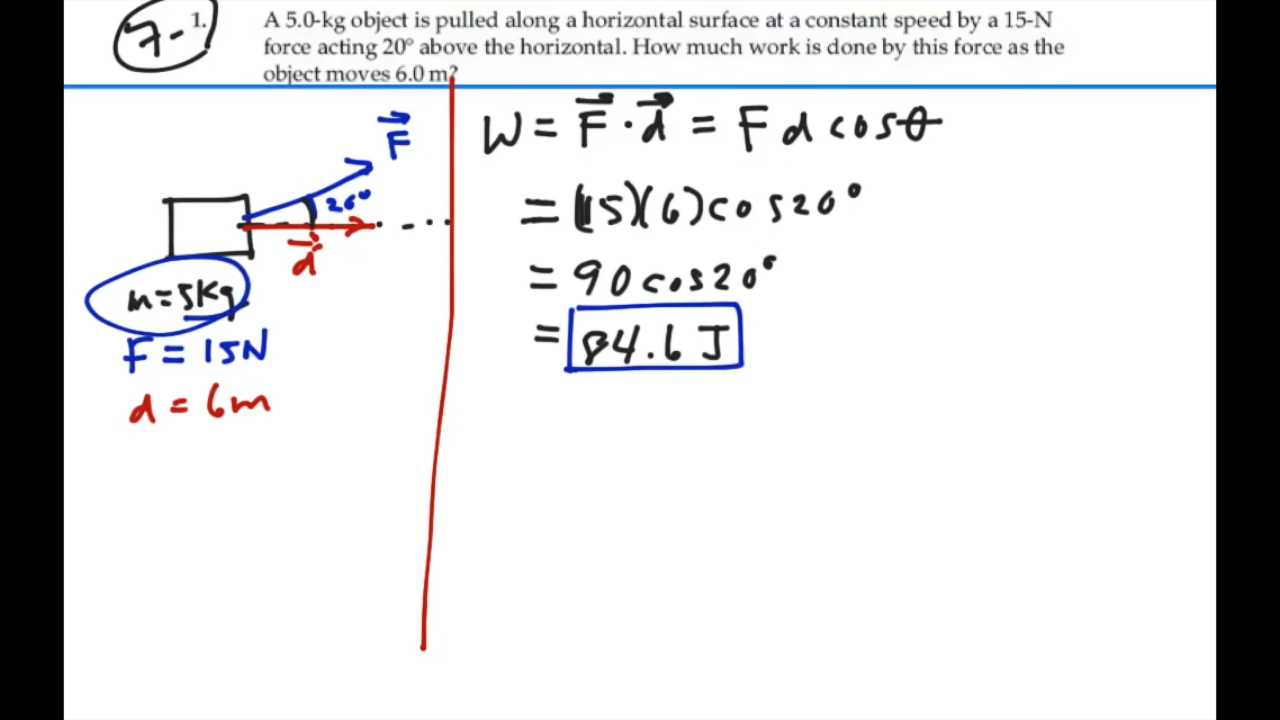 7-1
1. A 5.0-kg object is pulled along a horizontal surface at a constant speed by a 15-N
force acting 20° above the horizontal. How much work is done by this force as the
object moves 6.0 m?
F
20°
d
m = 5Kg
F = 15N
d = 6m
W = F · d = F d cos θ
= (15)(6) cos 20°
= 90 cos 20°
= 84.6 J